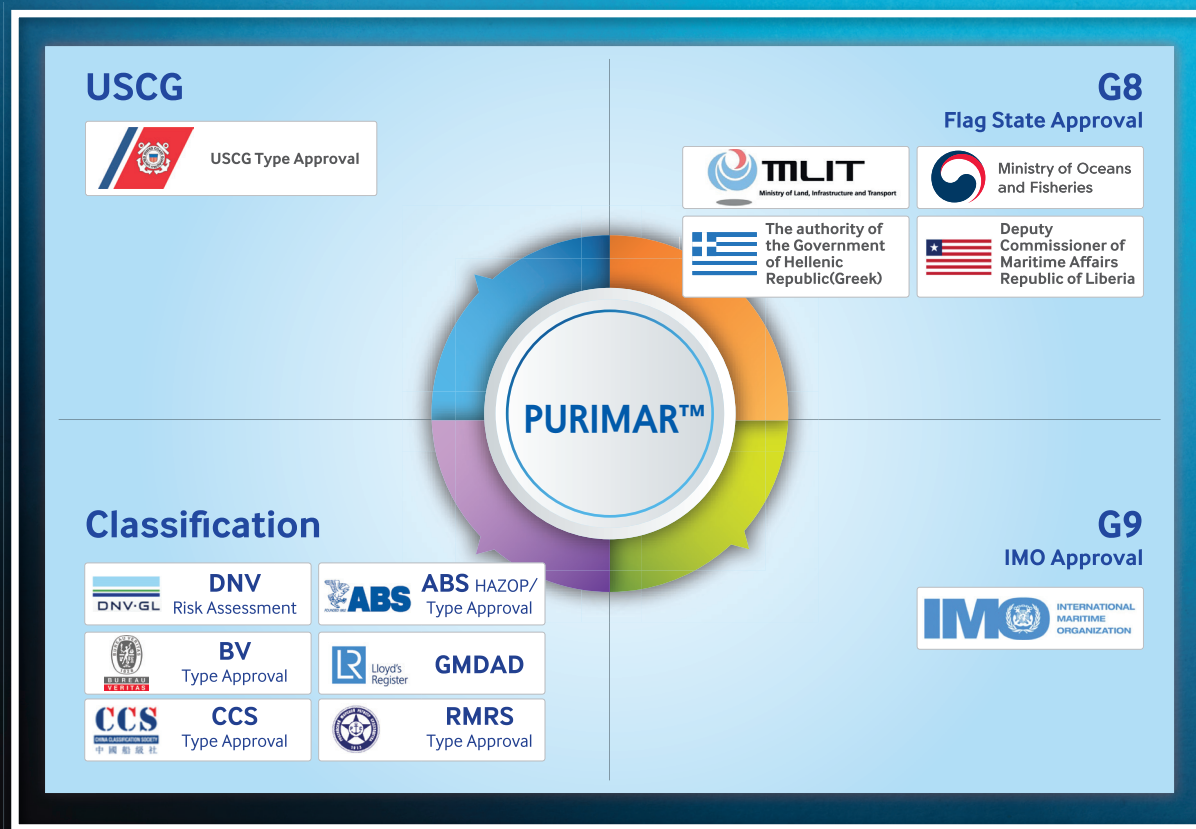 USCG
USCG Type Approval
G8
Flag State Approval
MLIT
Ministry of Land, Infrastructure and Transport
Ministry of Oceans
and Fisheries
The authority of
the Government
of Hellenic
Republic(Greek)
Deputy
Commissioner of
Maritime Affairs
Republic of Liberia
PURIMAR™
Classification
DNV·GL
DNV
Risk Assessment
ABS
ABS HAZOP/
Type Approval
BUREAU
VERITAS
BV
Type Approval
LR
Lloyd's
Register
GMDAD
CCS
CHINA CLASSIFICATION SOCIETY
中國船級社
CCS
Type Approval
1913
RMRS
Type Approval
G9
IMO Approval
IMO
INTERNATIONAL
MARITIME
ORGANIZATION